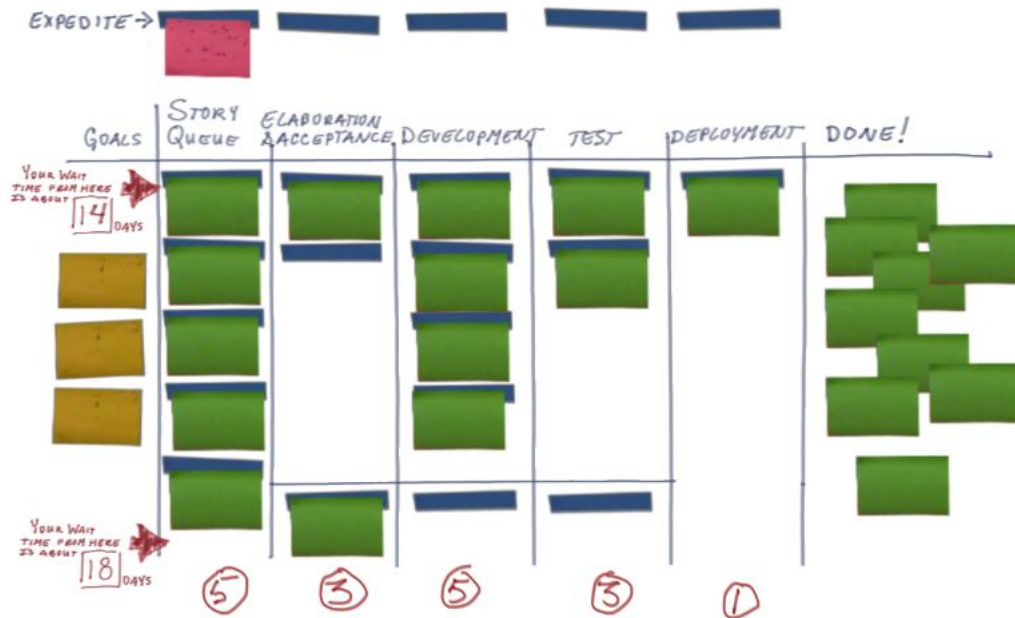 EXPEDITE →
GOALS
STORY
QUEUE
ELABORATION
& ACCEPTANCE
DEVELOPMENT
TEST
DEPLOYMENT
DONE!
YOUR WAIT
TIME FROM HERE
IS ABOUT 14 DAYS
YOUR WAIT
TIME FROM HERE
IS ABOUT 18 DAYS
5
3
5
3
1